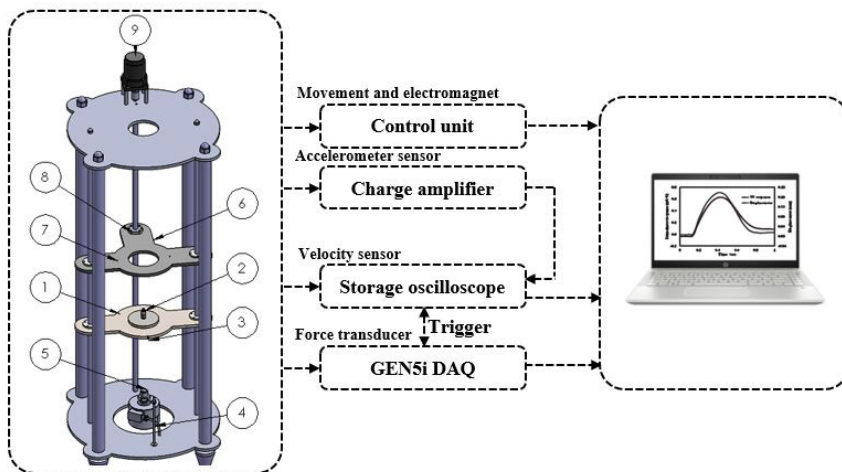 9
Movement and electromagnet
Control unit
Accelerometer sensor
8
6
Charge amplifier
7
Velocity sensor
1
2
Storage oscilloscope
3
Force transducer
Trigger
5
GEN5i DAQ
4